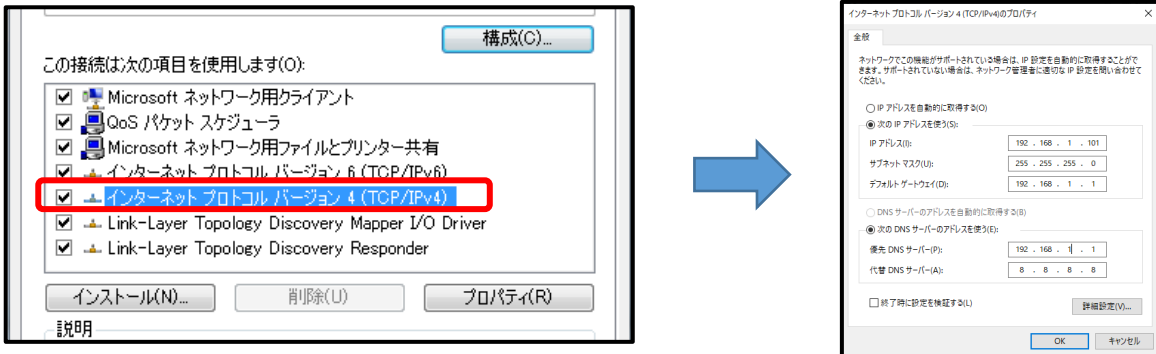 構成(C)...
この接続は次の項目を使用します(O):
Microsoft ネットワーク用クライアント
QoS パケット スケジューラ
Microsoft ネットワーク用ファイルとプリンター共有
インターネット プロトコル バージョン 6 (TCP/IPv6)
インターネット プロトコル バージョン 4 (TCP/IPv4)
Link-Layer Topology Discovery Mapper I/O Driver
Link-Layer Topology Discovery Responder
インストール(N)...
削除(U)
プロパティ(R)
説明
インターネット プロトコル バージョン 4 (TCP/IPv4)のプロパティ
全般
ネットワークでこの機能がサポートされている場合は、IP 設定を自動的に取得することがで
きます。サポートされていない場合は、ネットワーク管理者に適切な IP 設定を問い合わせて
ください。
IP アドレスを自動的に取得する(O)
次の IP アドレスを使う(S):
IP アドレス(I): 192 . 168 . 1 . 101
サブネット マスク(U): 255 . 255 . 255 . 0
デフォルト ゲートウェイ(D): 192 . 168 . 1 . 1
DNS サーバーのアドレスを自動的に取得する(B)
次の DNS サーバーのアドレスを使う(E):
優先 DNS サーバー(P): 192 . 168 . 1 . 1
代替 DNS サーバー(A): 8 . 8 . 8 . 8
終了時に設定を検証する(L)
詳細設定(V)...
OK
キャンセル